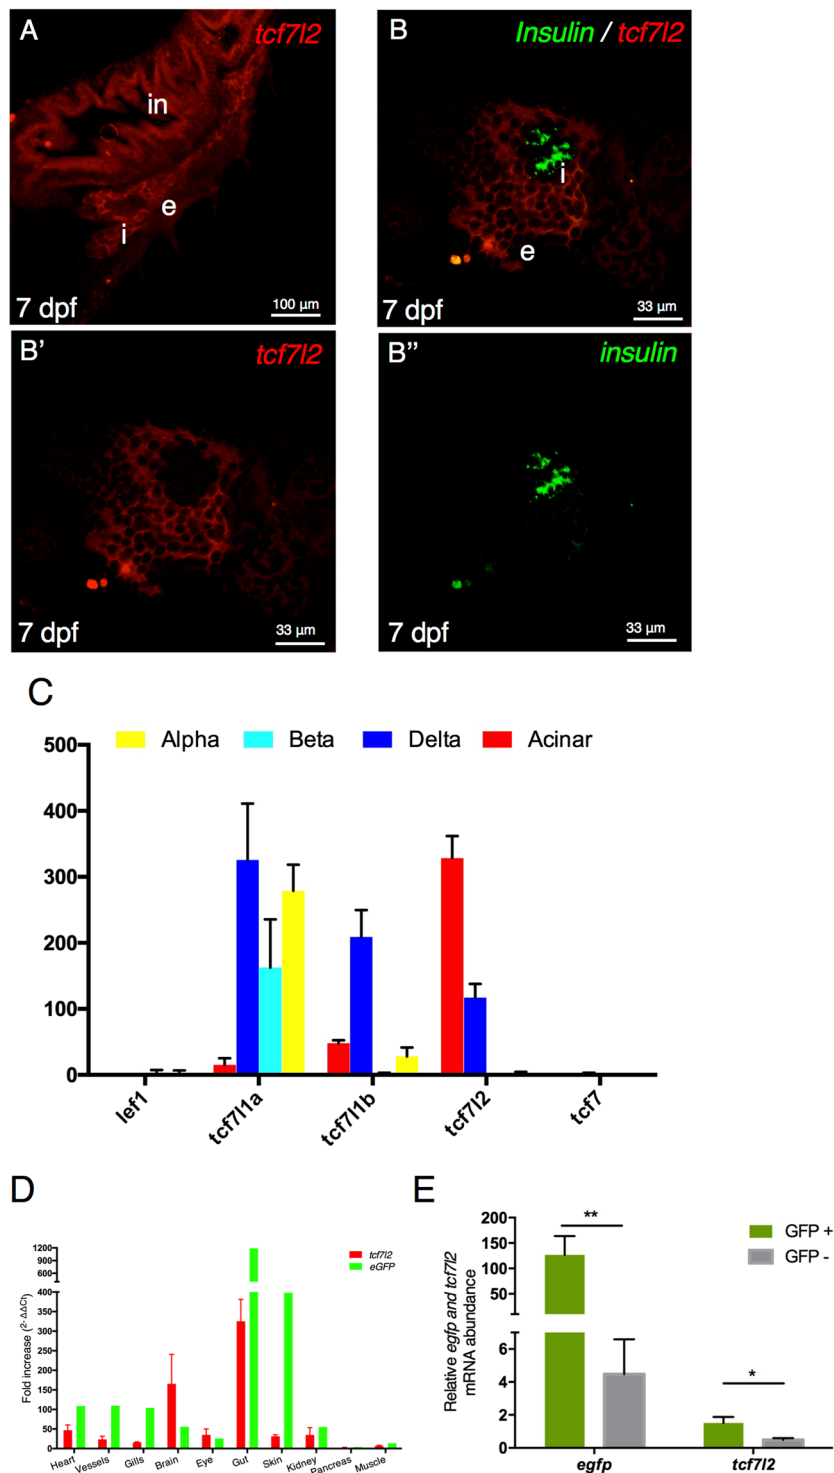 A tcf7l2
in
e
i
7 dpf 100 µm
B Insulin / tcf7l2
i
e
7 dpf 33 µm
B’ tcf7l2
7 dpf 33 µm
B” insulin
7 dpf 33 µm
C
Alpha Beta Delta Acinar
500
400
300
200
100
0
lef1 tcf7l1a tcf7l1b tcf7l2 tcf7
D
Fold increase (2- ΔΔCt)
tcf7l2
eGFP
1200
900
600
400
350
300
250
200
150
100
50
0
Heart Vessels Gills Brain Eye Gut Skin Kidney Pancreas Muscle
E
Relative egfp and tcf7l2
mRNA abundance
200
150
100
50
6
4
2
0
**
*
GFP +
GFP -
egfp tcf7l2